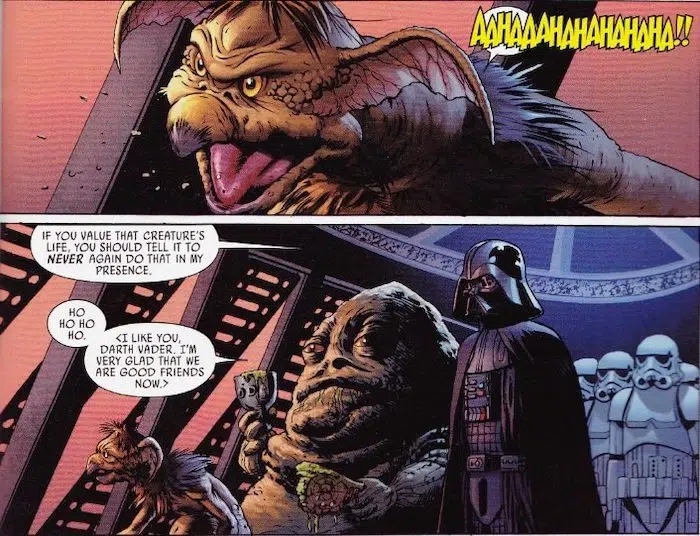 AAHAAAHAHAHAHAHA!!
IF YOU VALUE THAT CREATURE'S
LIFE, YOU SHOULD TELL IT TO
NEVER AGAIN DO THAT IN MY
PRESENCE.
HO
HO HO
HO.
<I LIKE YOU,
DARTH VADER. I'M
VERY GLAD THAT WE
ARE GOOD FRIENDS
NOW.>